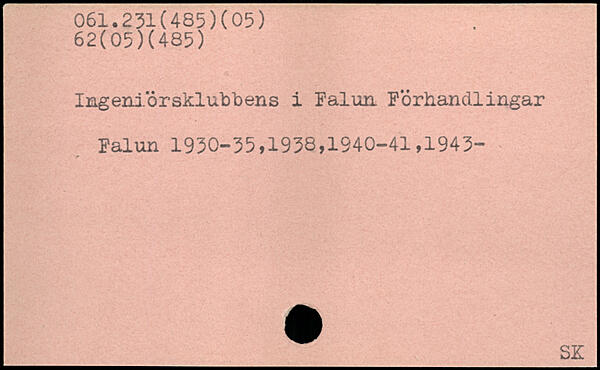 061.231(485)(05)
62(05)(485)
Ingeniörsklubbens i Falun Förhandlingar
Falun 1930-35,1938,1940-41,1943-
SK